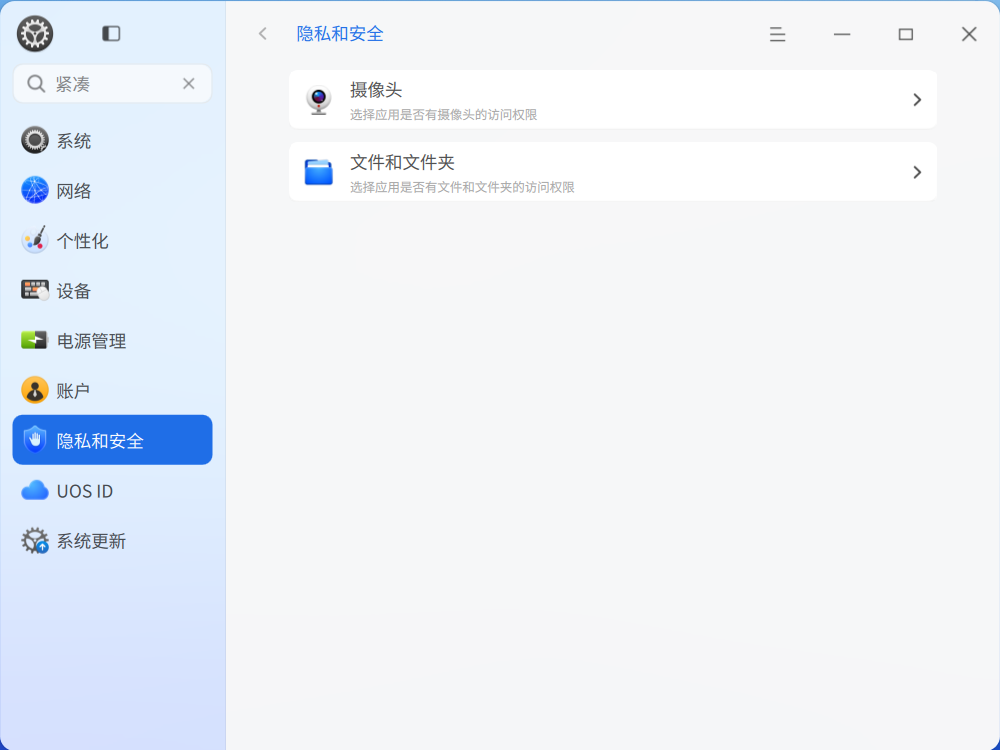 隐私和安全
紧凑
系统
网络
个性化
设备
电源管理
账户
隐私和安全
UOS ID
系统更新
摄像头
选择应用是否有摄像头的访问权限
文件和文件夹
选择应用是否有文件和文件夹的访问权限